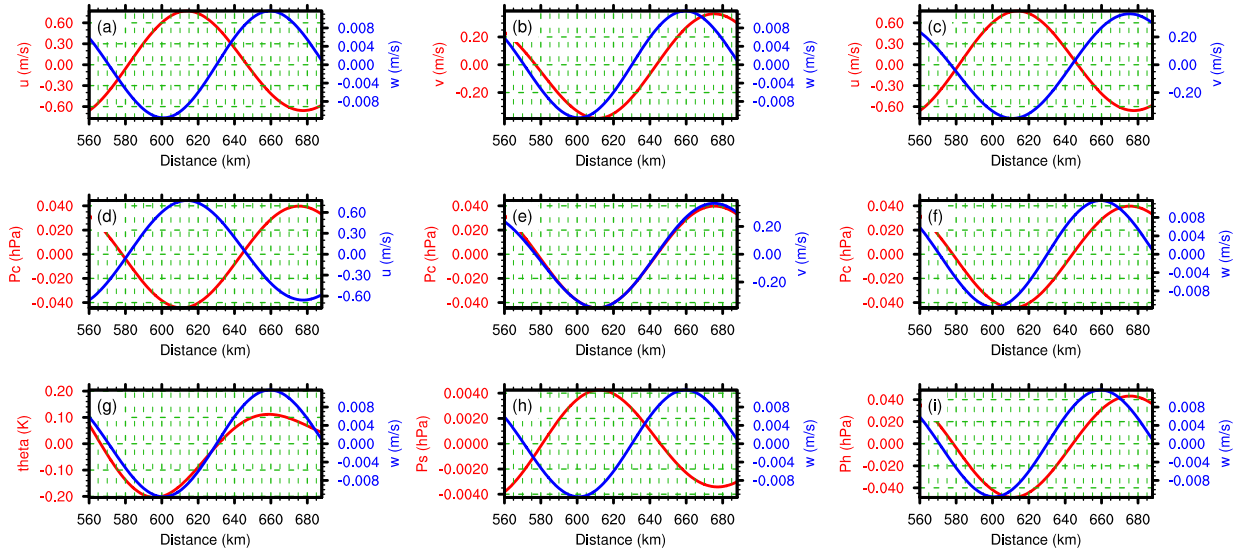 (a)
u (m/s)
0.60
0.30
0.00
-0.30
-0.60
w (m/s)
0.008
0.004
0.000
-0.004
-0.008
560 580 600 620 640 660 680
Distance (km)
(b)
v (m/s)
0.20
0.00
-0.20
w (m/s)
0.008
0.004
0.000
-0.004
-0.008
560 580 600 620 640 660 680
Distance (km)
(c)
u (m/s)
0.60
0.30
0.00
-0.30
-0.60
v (m/s)
0.20
0.00
-0.20
560 580 600 620 640 660 680
Distance (km)
(d)
Pc (hPa)
0.040
0.020
0.000
-0.020
-0.040
u (m/s)
0.60
0.30
0.00
-0.30
-0.60
560 580 600 620 640 660 680
Distance (km)
(e)
Pc (hPa)
0.040
0.020
0.000
-0.020
-0.040
v (m/s)
0.20
0.00
-0.20
560 580 600 620 640 660 680
Distance (km)
(f)
Pc (hPa)
0.040
0.020
0.000
-0.020
-0.040
w (m/s)
0.008
0.004
0.000
-0.004
-0.008
560 580 600 620 640 660 680
Distance (km)
(g)
theta (K)
0.20
0.10
0.00
-0.10
-0.20
w (m/s)
0.008
0.004
0.000
-0.004
-0.008
560 580 600 620 640 660 680
Distance (km)
(h)
Ps (hPa)
0.0040
0.0020
0.0000
-0.0020
-0.0040
w (m/s)
0.008
0.004
0.000
-0.004
-0.008
560 580 600 620 640 660 680
Distance (km)
(i)
Ph (hPa)
0.040
0.020
0.000
-0.020
-0.040
w (m/s)
0.008
0.004
0.000
-0.004
-0.008
560 580 600 620 640 660 680
Distance (km)